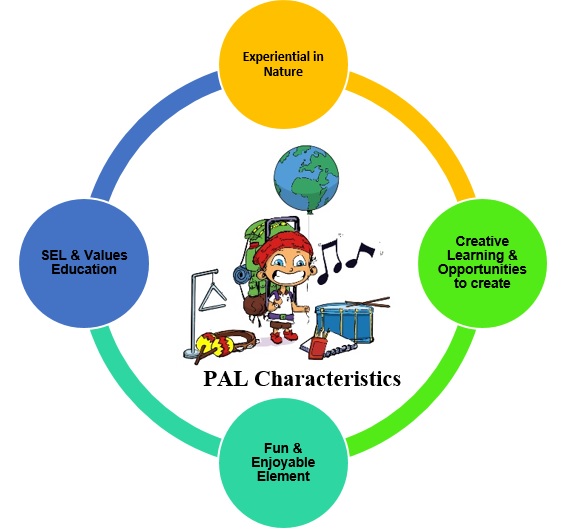 Experiential in
Nature
SEL & Values
Education
Creative
Learning &
Opportunities
to create
PAL Characteristics
Fun &
Enjoyable
Element